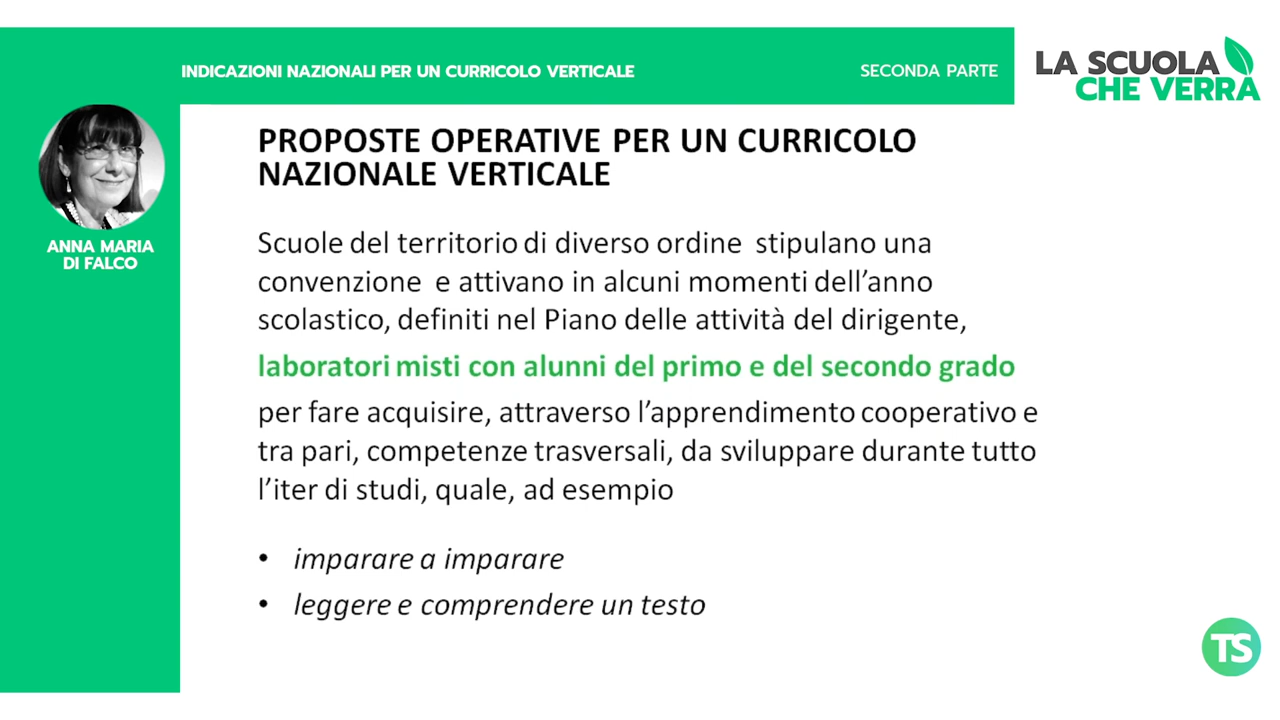 INDICAZIONI NAZIONALI PER UN CURRICOLO VERTICALE
SECONDA PARTE
LA SCUOLA
CHE VERRA
ANNA MARIA
DI FALCO
PROPOSTE OPERATIVE PER UN CURRICOLO
NAZIONALE VERTICALE
Scuole del territorio di diverso ordine stipulano una
convenzione e attivano in alcuni momenti dell'anno
scolastico, definiti nel Piano delle attività del dirigente,
laboratori misti con alunni del primo e del secondo grado
per fare acquisire, attraverso l'apprendimento cooperativo e
tra pari, competenze trasversali, da sviluppare durante tutto
l'iter di studi, quale, ad esempio
• imparare a imparare
• leggere e comprendere un testo
TS